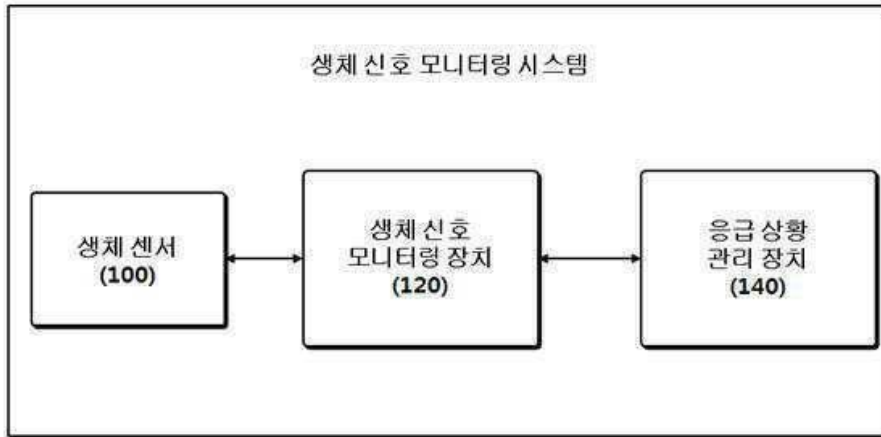 생체 신호 모니터링 시스템
생체 센서
(100)
생체 신호
모니터링 장치
(120)
응급 상황
관리 장치
(140)